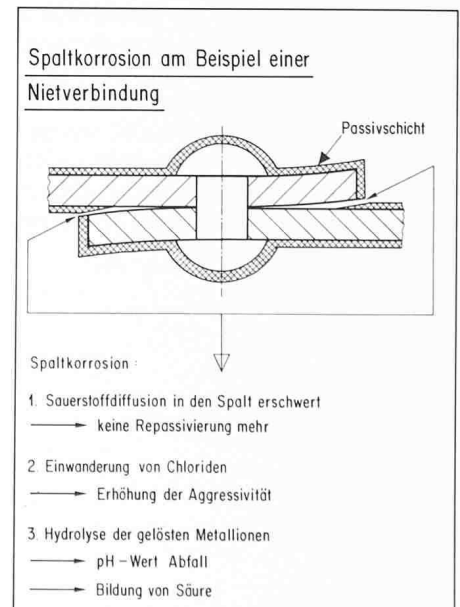 Spaltkorrosion am Beispiel einer
Nietverbindung
Passivschicht
Spaltkorrosion :
1. Sauerstoffdiffusion in den Spalt erschwert
keine Repassivierung mehr
2. Einwanderung von Chloriden
Erhöhung der Aggressivität
3. Hydrolyse der gelösten Metallionen
pH - Wert Abfall
Bildung von Säure